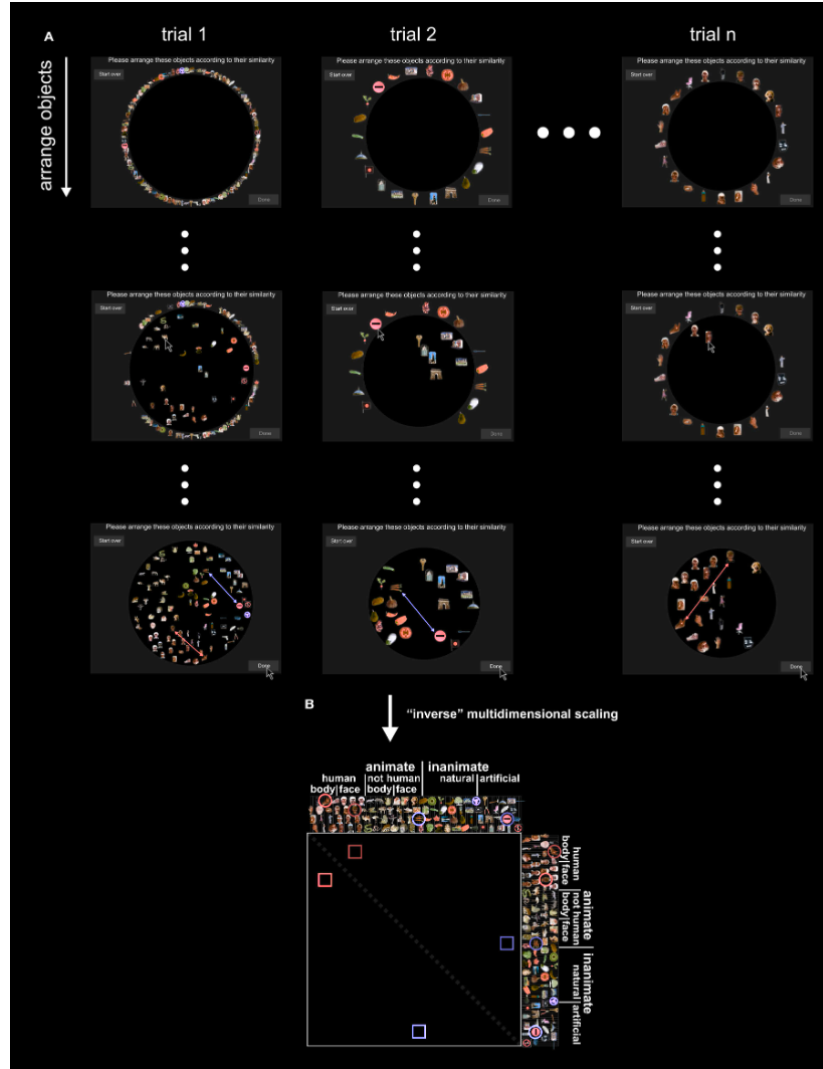 A
trial 1
trial 2
trial n
arrange objects
Please arrange these objects according to their similarity
Start over
Done
Please arrange these objects according to their similarity
Start over
Done
Please arrange these objects according to their similarity
Start over
Done
Please arrange these objects according to their similarity
Start over
Done
Please arrange these objects according to their similarity
Start over
Done
Please arrange these objects according to their similarity
Start over
Done
Please arrange these objects according to their similarity
Start over
Done
Please arrange these objects according to their similarity
Start over
Done
Please arrange these objects according to their similarity
Start over
Done
B
“inverse” multidimensional scaling
animate inanimate
human not human natural artificial
body face body face
human
body face
animate
not human
body face
inanimate
natural artificial